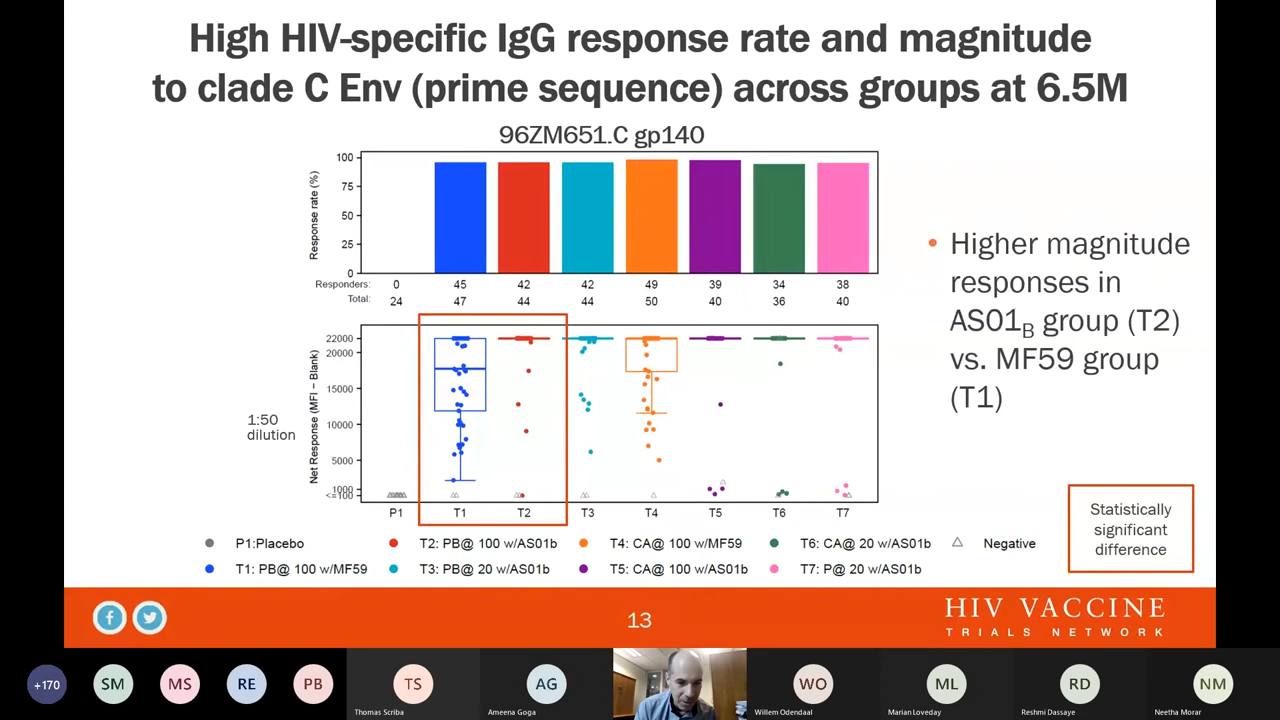 High HIV-specific IgG response rate and magnitude
to clade C Env (prime sequence) across groups at 6.5M
96ZM651.C gp140
Response rate (%)
100
75
50
25
0
Responders: 0 45 42 42 49 39 34 38
Total: 24 47 44 44 50 40 36 40
Higher magnitude
responses in
AS01B group (T2)
vs. MF59 group
(T1)
1:50
dilution
Net Response (MFI – Blank)
22000
20000
15000
10000
5000
1000
<=100
P1 T1 T2 T3 T4 T5 T6 T7
Statistically
significant
difference
P1:Placebo T2: PB@ 100 w/AS01b T4: CA@ 100 w/MF59 T6: CA@ 20 w/AS01b Negative
T1: PB@ 100 w/MF59 T3: PB@ 20 w/AS01b T5: CA@ 100 w/AS01b T7: P@ 20 w/AS01b
13
HIV VACCINE
TRIALS NETWORK
+170 SM MS RE PB TS AG WO ML RD NM
Thomas Scriba Ameena Goga Willem Odendaal Marian Loveday Reshmi Dassaye Neetha Morar